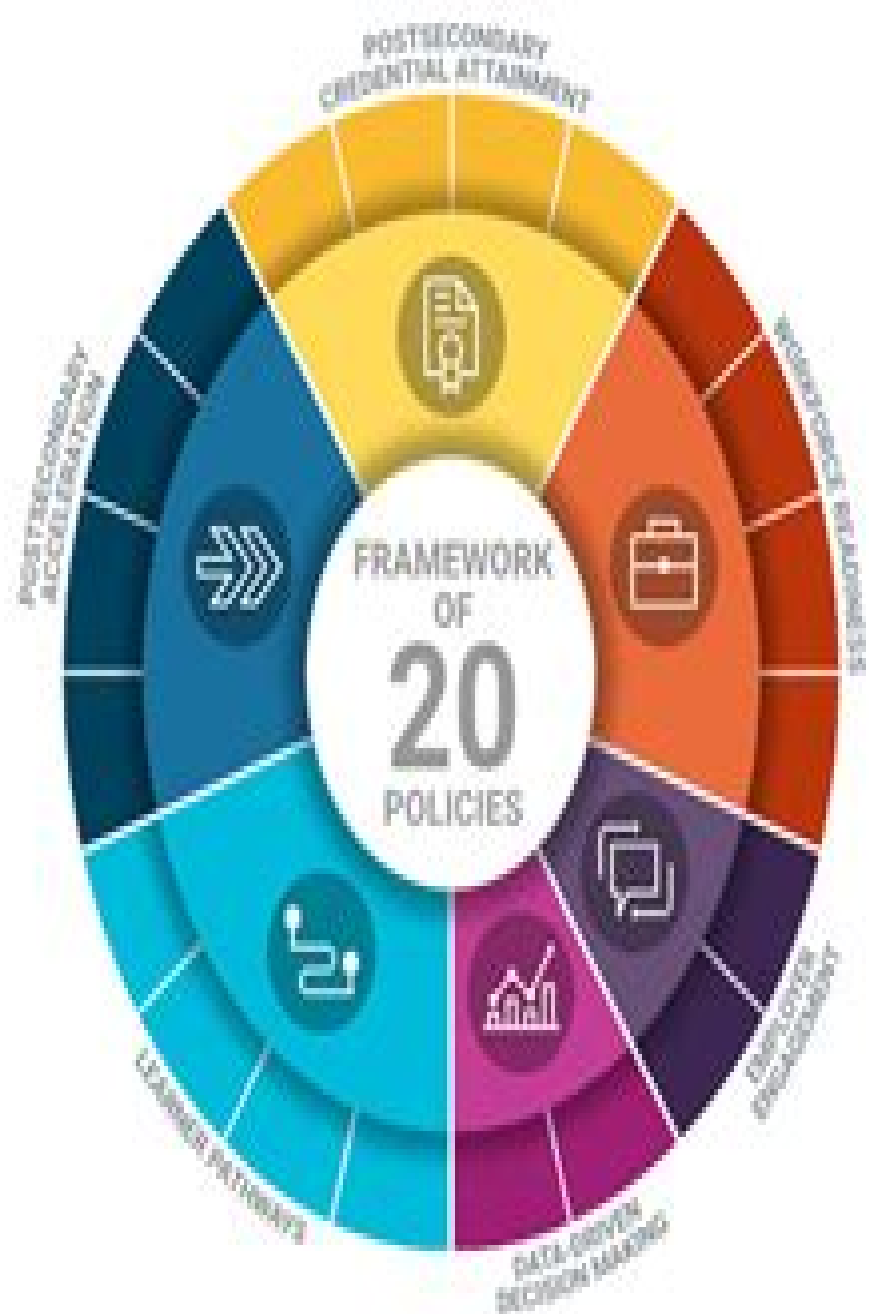 POSTSECONDARY
CREDENTIAL ATTAINMENT
WORKFORCE READINESS
EMPLOYER
ENGAGEMENT
DATA-DRIVEN
DECISION MAKING
LEARNER PATHWAYS
POSTSECONDARY
ACCELERATION
FRAMEWORK
OF
20
POLICIES